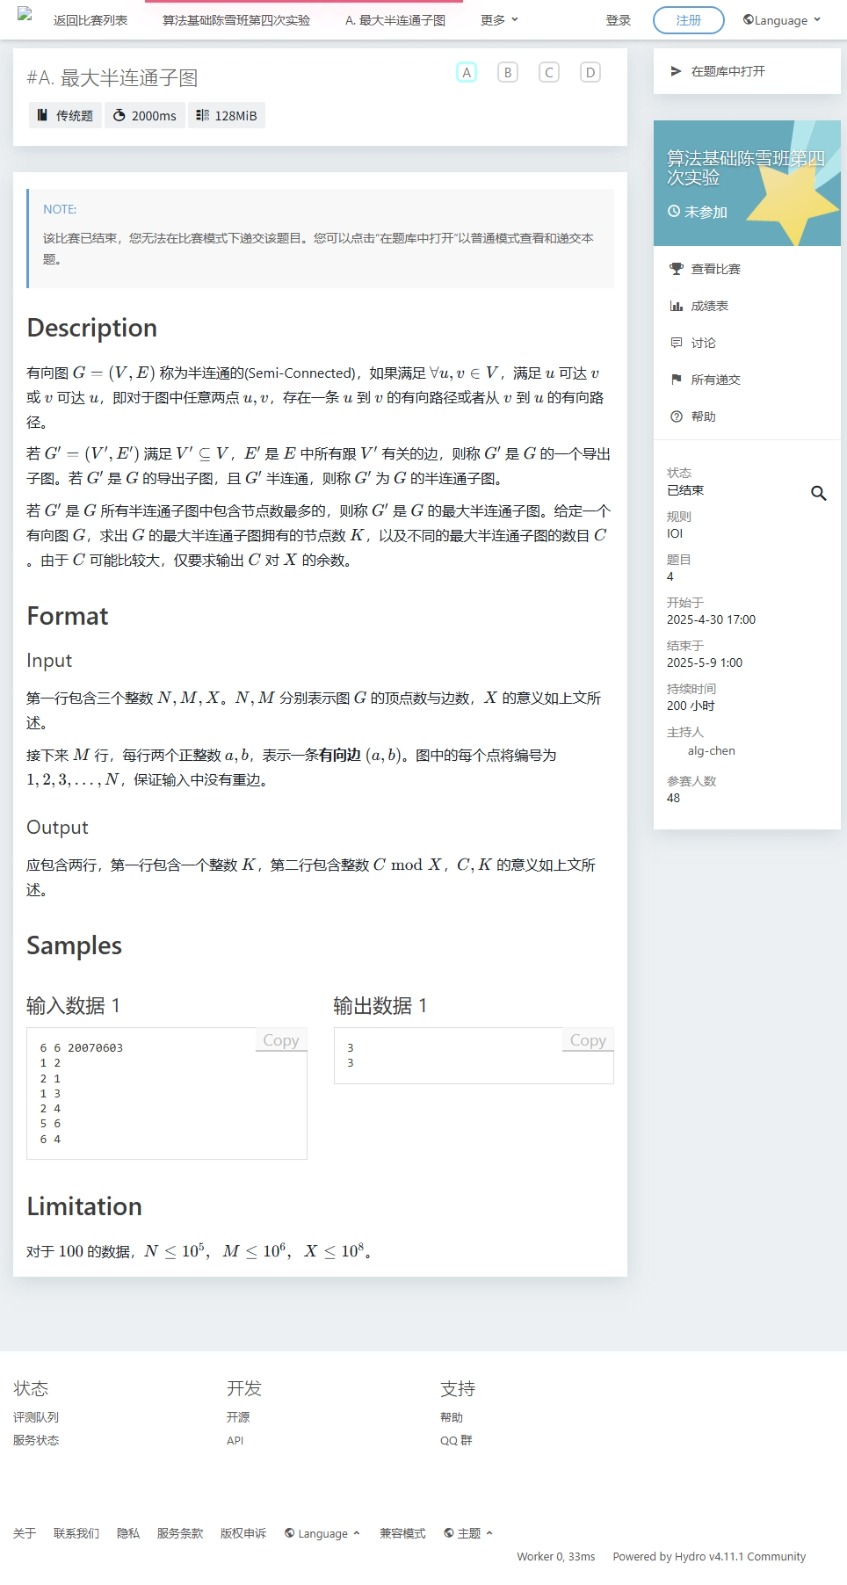 返回比赛列表 算法基础陈雪班第四次实验 A. 最大半连通子图 更多 登录 注册 Language
#A. 最大半连通子图
A B C D
传统题 2000ms 128MiB
NOTE:
该比赛已结束，您无法在比赛模式下递交该题目。您可以点击“在题库中打开”以普通模式查看和递交本
题。
Description
有向图 G = (V, E) 称为半连通的(Semi-Connected)，如果满足 ∀u, v ∈ V，满足 u 可达 v
或 v 可达 u，即对于图中任意两点 u, v，存在一条 u 到 v 的有向路径或者从 v 到 u 的有向路
径。
若 G′ = (V′, E′) 满足 V′ ⊆ V，E′ 是 E 中所有跟 V′ 有关的边，则称 G′ 是 G 的一个导出
子图。若 G′ 是 G 的导出子图，且 G′ 半连通，则称 G′ 为 G 的半连通子图。
若 G′ 是 G 所有半连通子图中包含节点数最多的，则称 G′ 是 G 的最大半连通子图。给定一个
有向图 G，求出 G 的最大半连通子图拥有的节点数 K，以及不同的最大半连通子图的数目 C
。由于 C 可能比较大，仅要求输出 C 对 X 的余数。
Format
Input
第一行包含三个整数 N, M, X。N, M 分别表示图 G 的顶点数与边数，X 的意义如上文所
述。
接下来 M 行，每行两个正整数 a, b，表示一条有向边 (a, b)。图中的每个点将编号为
1, 2, 3, . . . , N，保证输入中没有重边。
Output
应包含两行，第一行包含一个整数 K，第二行包含整数 C mod X，C, K 的意义如上文所
述。
Samples
输入数据 1
Copy
6 6 20070603
1 2
2 1
1 3
2 4
5 6
6 4
输出数据 1
Copy
3
3
Limitation
对于 100 的数据，N ≤ 10⁵， M ≤ 10⁶， X ≤ 10⁸。
在题库中打开
算法基础陈雪班第四
次实验
未参加
查看比赛
成绩表
讨论
所有递交
帮助
状态
已结束
规则
IOI
题目
4
开始于
2025-4-30 17:00
结束于
2025-5-9 1:00
持续时间
200 小时
主持人
alg-chen
参赛人数
48
状态
评测队列
服务状态
开发
开源
API
支持
帮助
QQ 群
关于 联系我们 隐私 服务条款 版权申诉 Language 兼容模式 主题
Worker 0, 33ms Powered by Hydro v4.11.1 Community